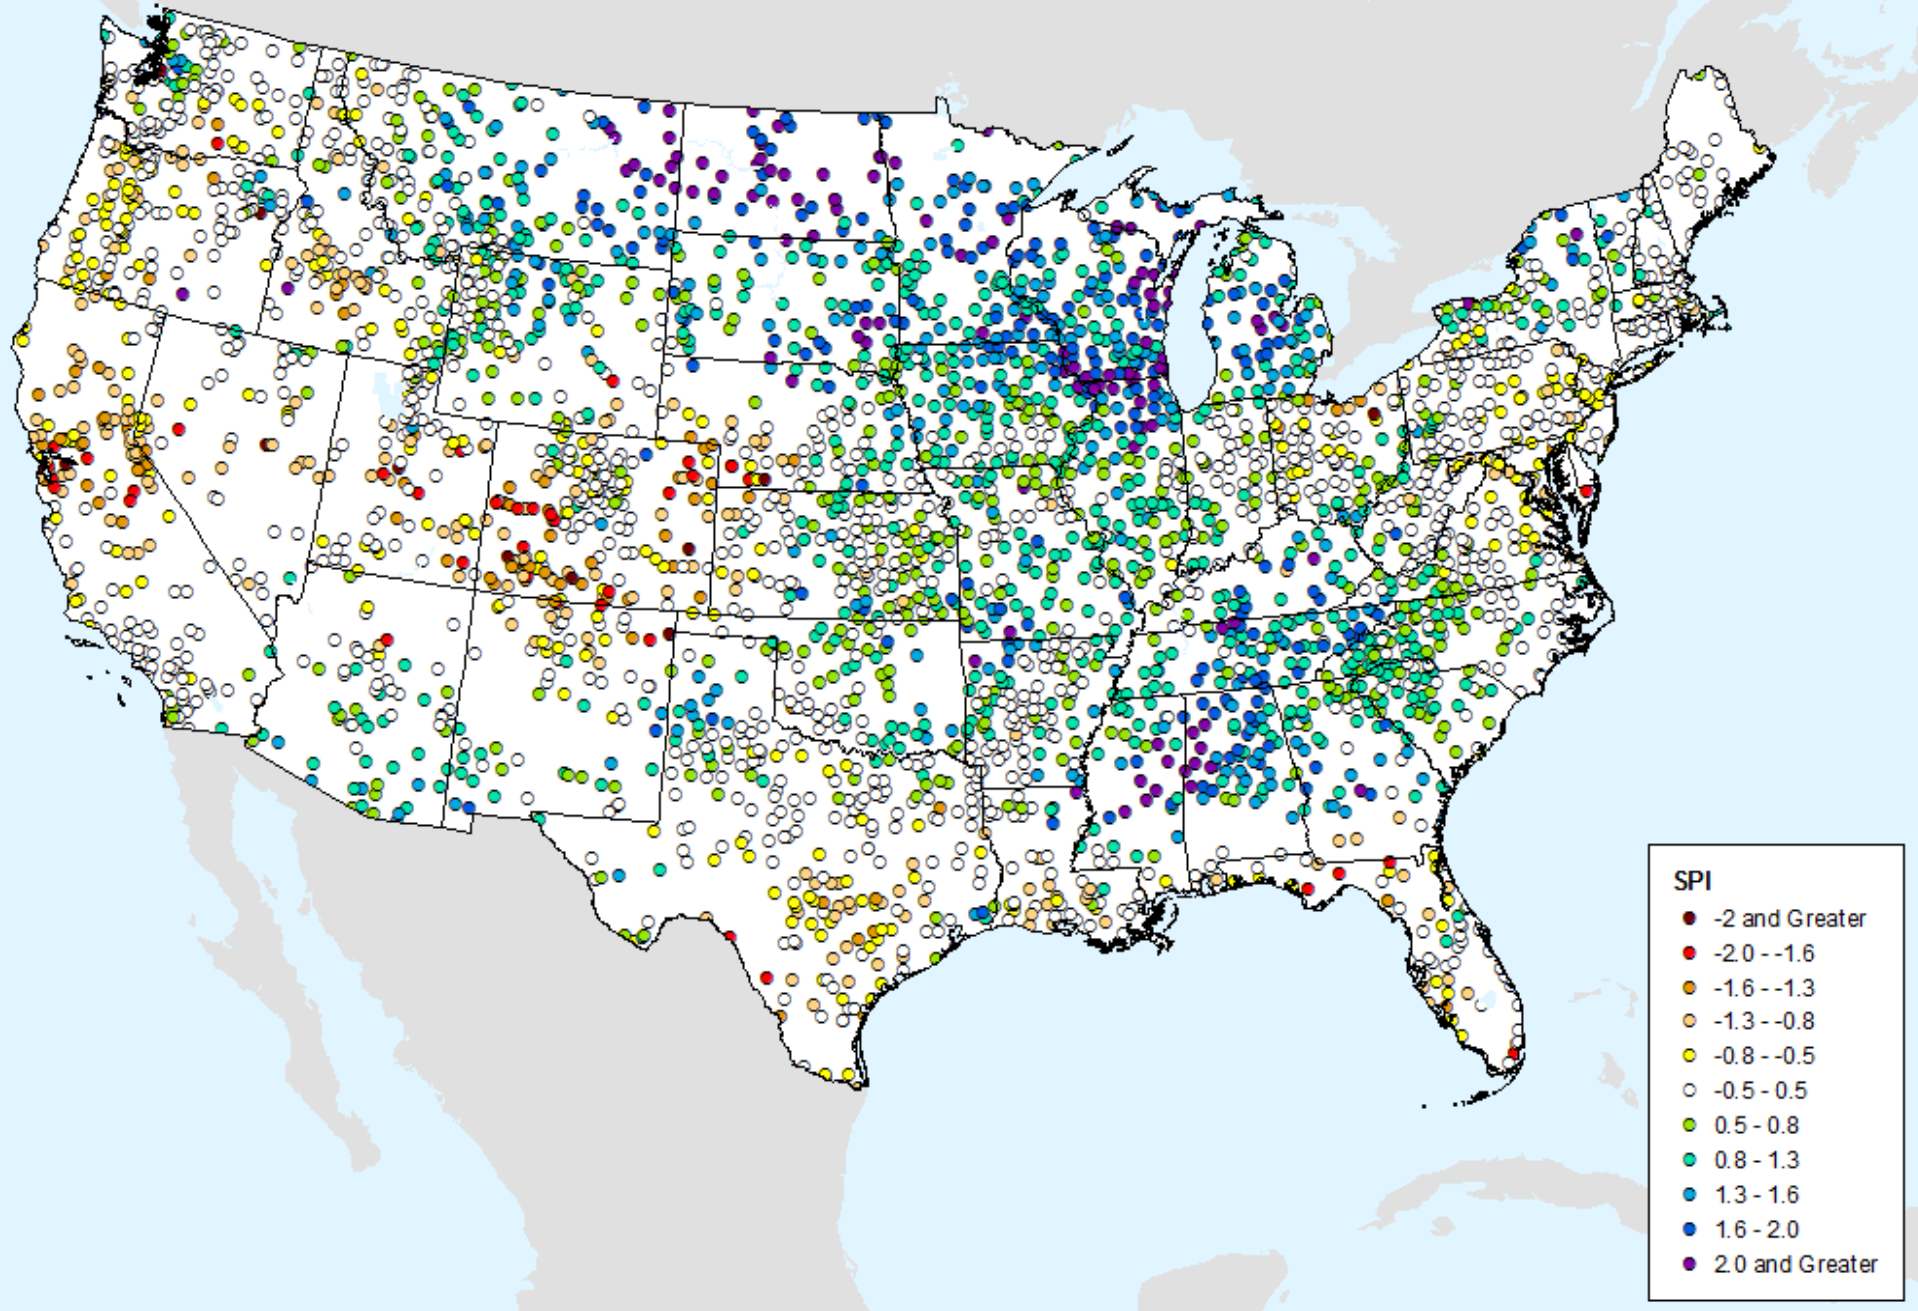 SPI
-2 and Greater
-2.0 - -1.6
-1.6 - -1.3
-1.3 - -0.8
-0.8 - -0.5
-0.5 - 0.5
0.5 - 0.8
0.8 - 1.3
1.3 - 1.6
1.6 - 2.0
2.0 and Greater